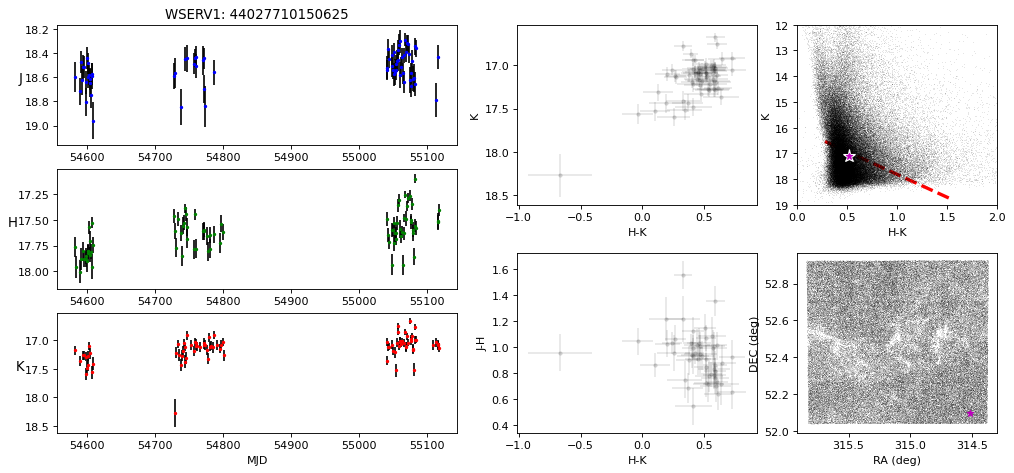 WSERV1: 44027710150625
18.2
18.4
18.6
18.8
19.0
J
54600 54700 54800 54900 55000 55100
17.25
17.50
17.75
18.00
H
54600 54700 54800 54900 55000 55100
17.0
17.5
18.0
18.5
K
54600 54700 54800 54900 55000 55100
MJD
17.0
17.5
18.0
18.5
K
−1.0 −0.5 0.0 0.5
H-K
12
13
14
15
16
17
18
19
K
0.0 0.5 1.0 1.5 2.0
H-K
1.6
1.4
1.2
1.0
0.8
0.6
0.4
J-H
−1.0 −0.5 0.0 0.5
H-K
52.8
52.6
52.4
52.2
52.0
DEC (deg)
315.5 315.0 314.5
RA (deg)